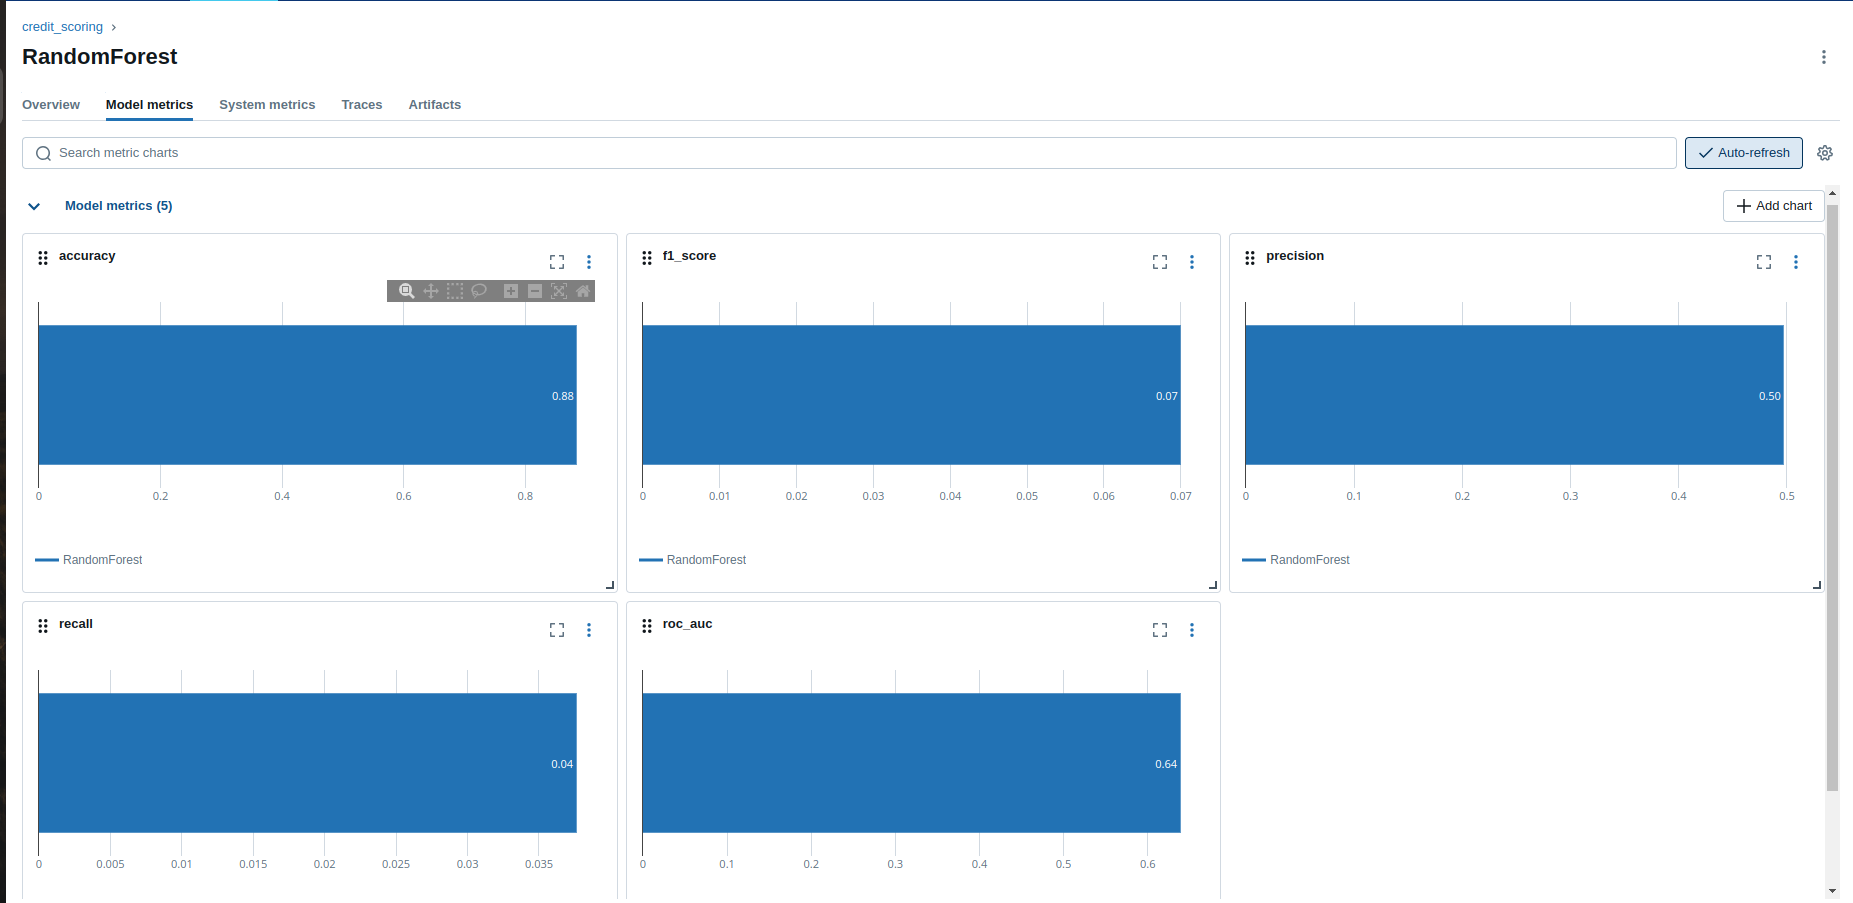 credit_scoring ›
RandomForest
Overview Model metrics System metrics Traces Artifacts
Search metric charts
Auto-refresh
Model metrics (5)
Add chart
accuracy
0.88
0 0.2 0.4 0.6 0.8
RandomForest
f1_score
0.07
0 0.01 0.02 0.03 0.04 0.05 0.06 0.07
RandomForest
precision
0.50
0 0.1 0.2 0.3 0.4 0.5
RandomForest
recall
0.04
0 0.005 0.01 0.015 0.02 0.025 0.03 0.035
roc_auc
0.64
0 0.1 0.2 0.3 0.4 0.5 0.6